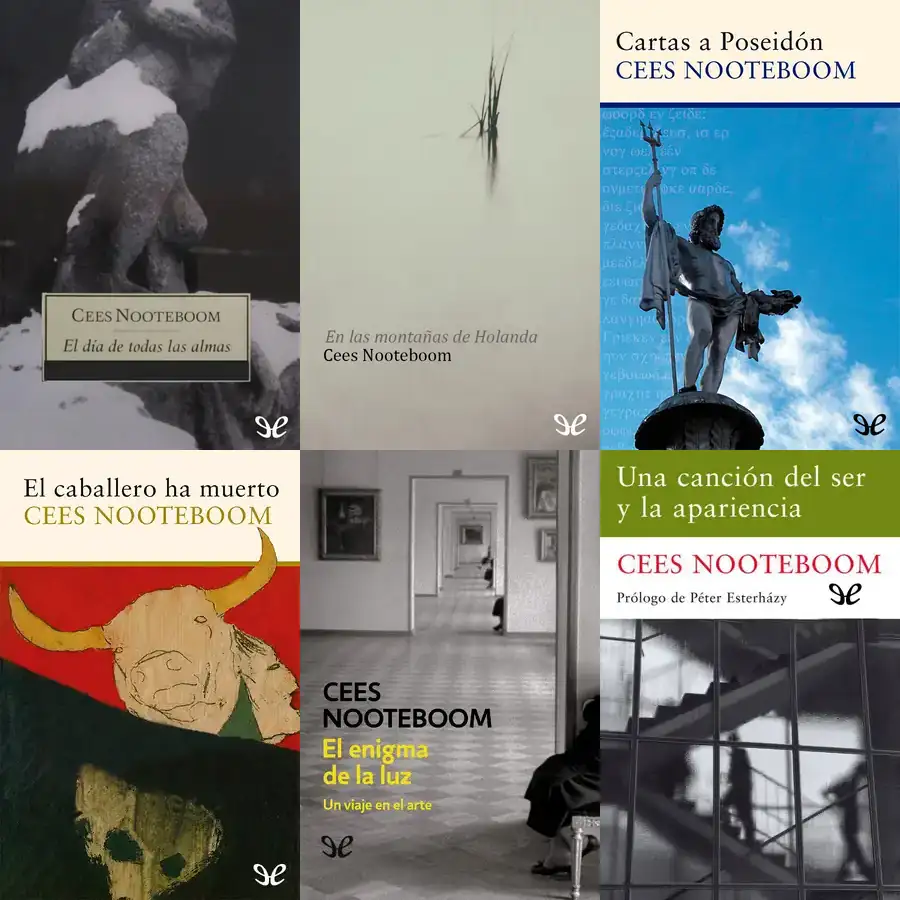 CEES NOOTEBOOM
El día de todas las almas
En las montañas de Holanda
Cees Nooteboom
Cartas a Poseidón
CEES NOOTEBOOM
El caballero ha muerto
CEES NOOTEBOOM
CEES
NOOTEBOOM
El enigma
de la luz
Un viaje en el arte
Una canción del ser
y la apariencia
CEES NOOTEBOOM
Prólogo de Péter Esterházy